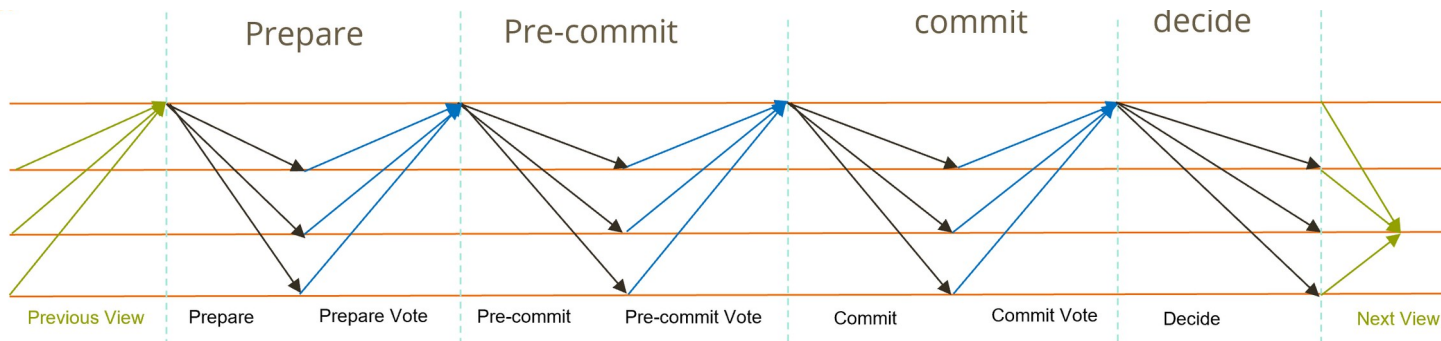 Prepare
Pre-commit
commit
decide
Previous View
Prepare
Prepare Vote
Pre-commit
Pre-commit Vote
Commit
Commit Vote
Decide
Next View